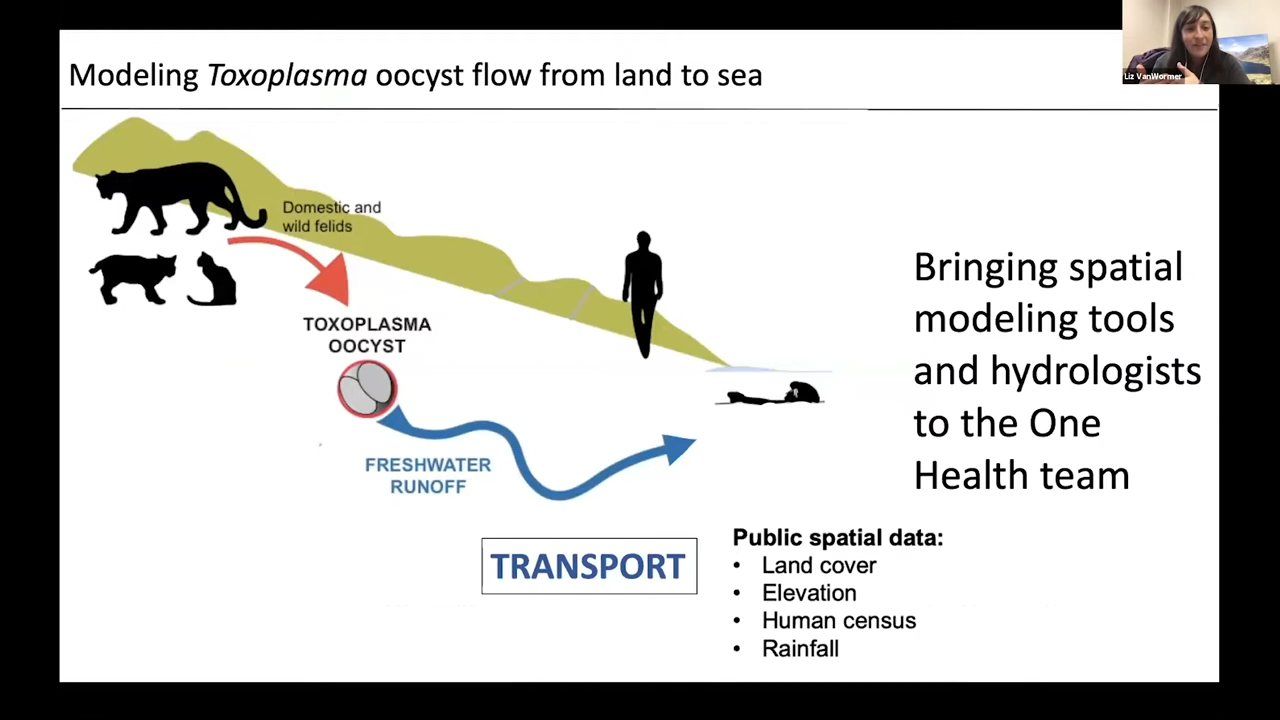 Modeling Toxoplasma oocyst flow from land to sea
Liz VanWormer
Domestic and
wild felids
TOXOPLASMA
OOCYST
FRESHWATER
RUNOFF
TRANSPORT
Bringing spatial
modeling tools
and hydrologists
to the One
Health team
Public spatial data:
• Land cover
• Elevation
• Human census
• Rainfall